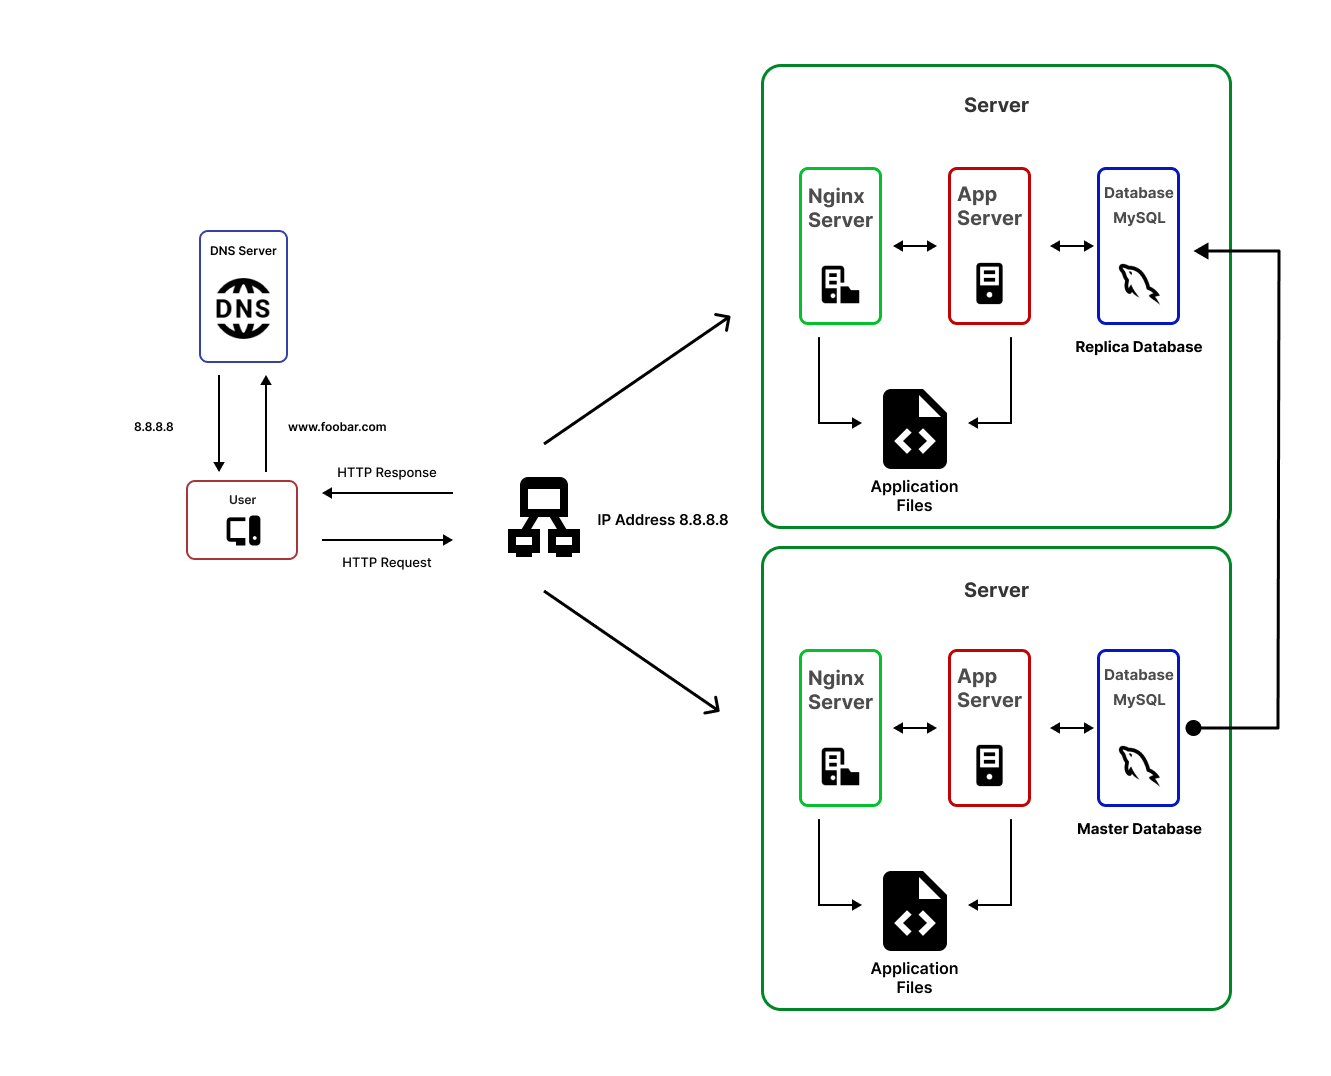 DNS Server
DNS
8.8.8.8
www.foobar.com
User
HTTP Response
HTTP Request
IP Address 8.8.8.8
Server
Nginx
Server
App
Server
Database
MySQL
Replica Database
Application
Files
Server
Nginx
Server
App
Server
Database
MySQL
Master Database
Application
Files